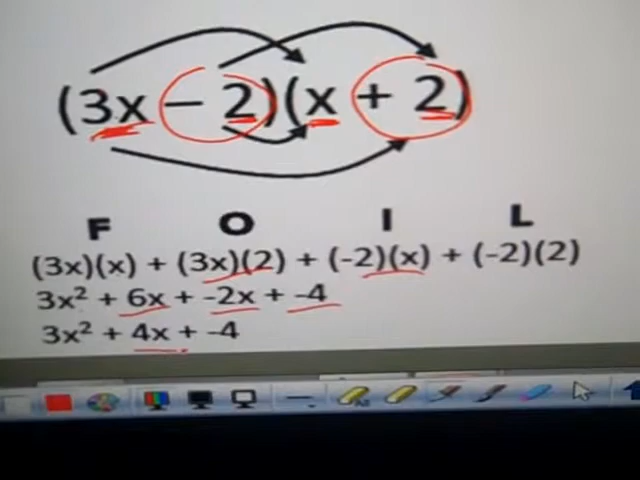 (3x − 2)(x + 2)
F O I L
(3x)(x) + (3x)(2) + (-2)(x) + (-2)(2)
3x² + 6x + -2x + -4
3x² + 4x + -4